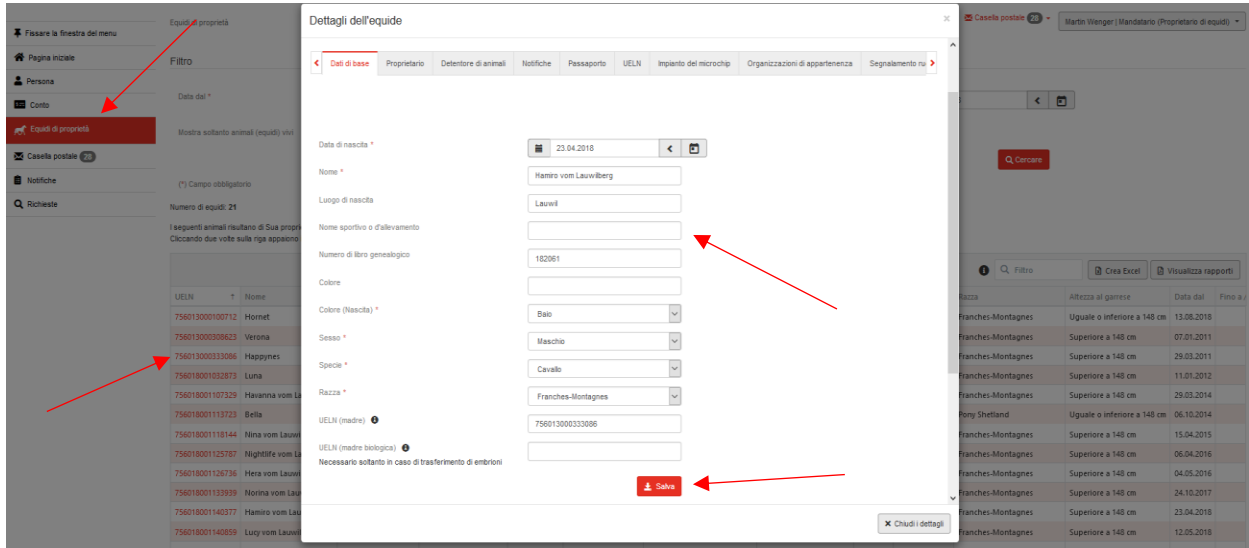 Equidi di proprietà
Casella postale 28
Martin Wenger | Mandatario (Proprietario di equidi)
Fissare la finestra del menu
Pagina iniziale
Persona
Conto
Equidi di proprietà
Casella postale 28
Notifiche
Richieste
Filtro
Data dal *
Mostra soltanto animali (equidi) vivi
(*) Campo obbligatorio
Numero di equidi: 21
I seguenti animali risultano di Sua propri
Cliccando due volte sulla riga appaiono
Cercare
Filtro
Crea Excel
Visualizza rapporti
Dettagli dell'equide
Dati di base Proprietario Detentore di animali Notifiche Passaporto UELN Impianto del microchip Organizzazioni di appartenenza Segnalamento ru
Data di nascita * 23.04.2018
Nome * Hamiro vom Lauwilberg
Luogo di nascita Lauwil
Nome sportivo o d'allevamento
Numero di libro genealogico 182061
Colore
Colore (Nascita) * Baio
Sesso * Maschio
Specie * Cavallo
Razza * Franches-Montagnes
UELN (madre) 756013000333086
UELN (madre biologica)
Necessario soltanto in caso di trasferimento di embrioni
Salva
Chiudi i dettagli
UELN Nome Razza Altezza al garrese Data dal Fino a
756013000100712 Hornet Franches-Montagnes Uguale o inferiore a 148 cm 13.08.2018
756013000308623 Verona Franches-Montagnes Superiore a 148 cm 07.01.2011
756013000333086 Happynes Franches-Montagnes Superiore a 148 cm 29.03.2011
756018001032873 Luna Franches-Montagnes Superiore a 148 cm 11.01.2012
756018001107329 Havanna vom La Franches-Montagnes Superiore a 148 cm 29.03.2014
756018001113723 Bella Pony Shetland Uguale o inferiore a 148 cm 06.10.2014
756018001118144 Nina vom Lauwi Franches-Montagnes Superiore a 148 cm 15.04.2015
756018001125787 Nightlife vom La Franches-Montagnes Superiore a 148 cm 06.04.2016
756018001126736 Hera vom Lauwi Franches-Montagnes Superiore a 148 cm 04.05.2016
756018001133939 Norina vom Lau Franches-Montagnes Superiore a 148 cm 24.10.2017
756018001140377 Hamiro vom Lau Franches-Montagnes Superiore a 148 cm 23.04.2018
756018001140859 Lucy vom Lauwil Franches-Montagnes Superiore a 148 cm 12.05.2018